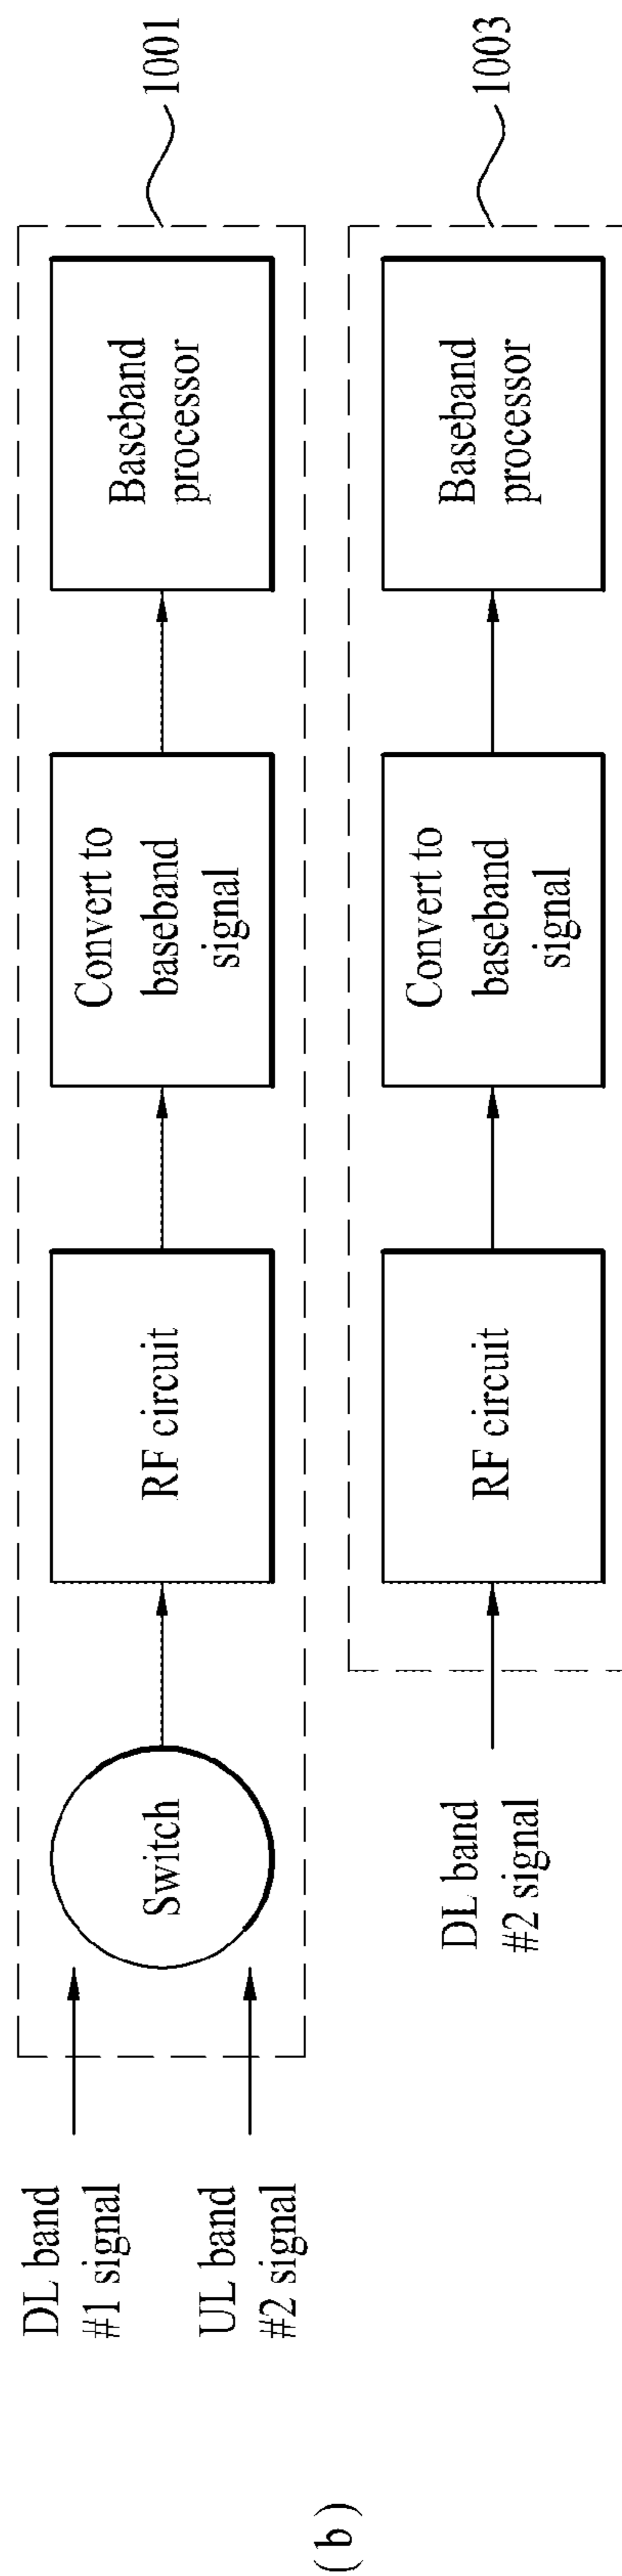 DL band
#1 signal
UL band
#2 signal
Switch
RF circuit
Convert to
baseband
signal
Baseband
processor
1001
DL band
#2 signal
RF circuit
Convert to
baseband
signal
Baseband
processor
1003
(b)